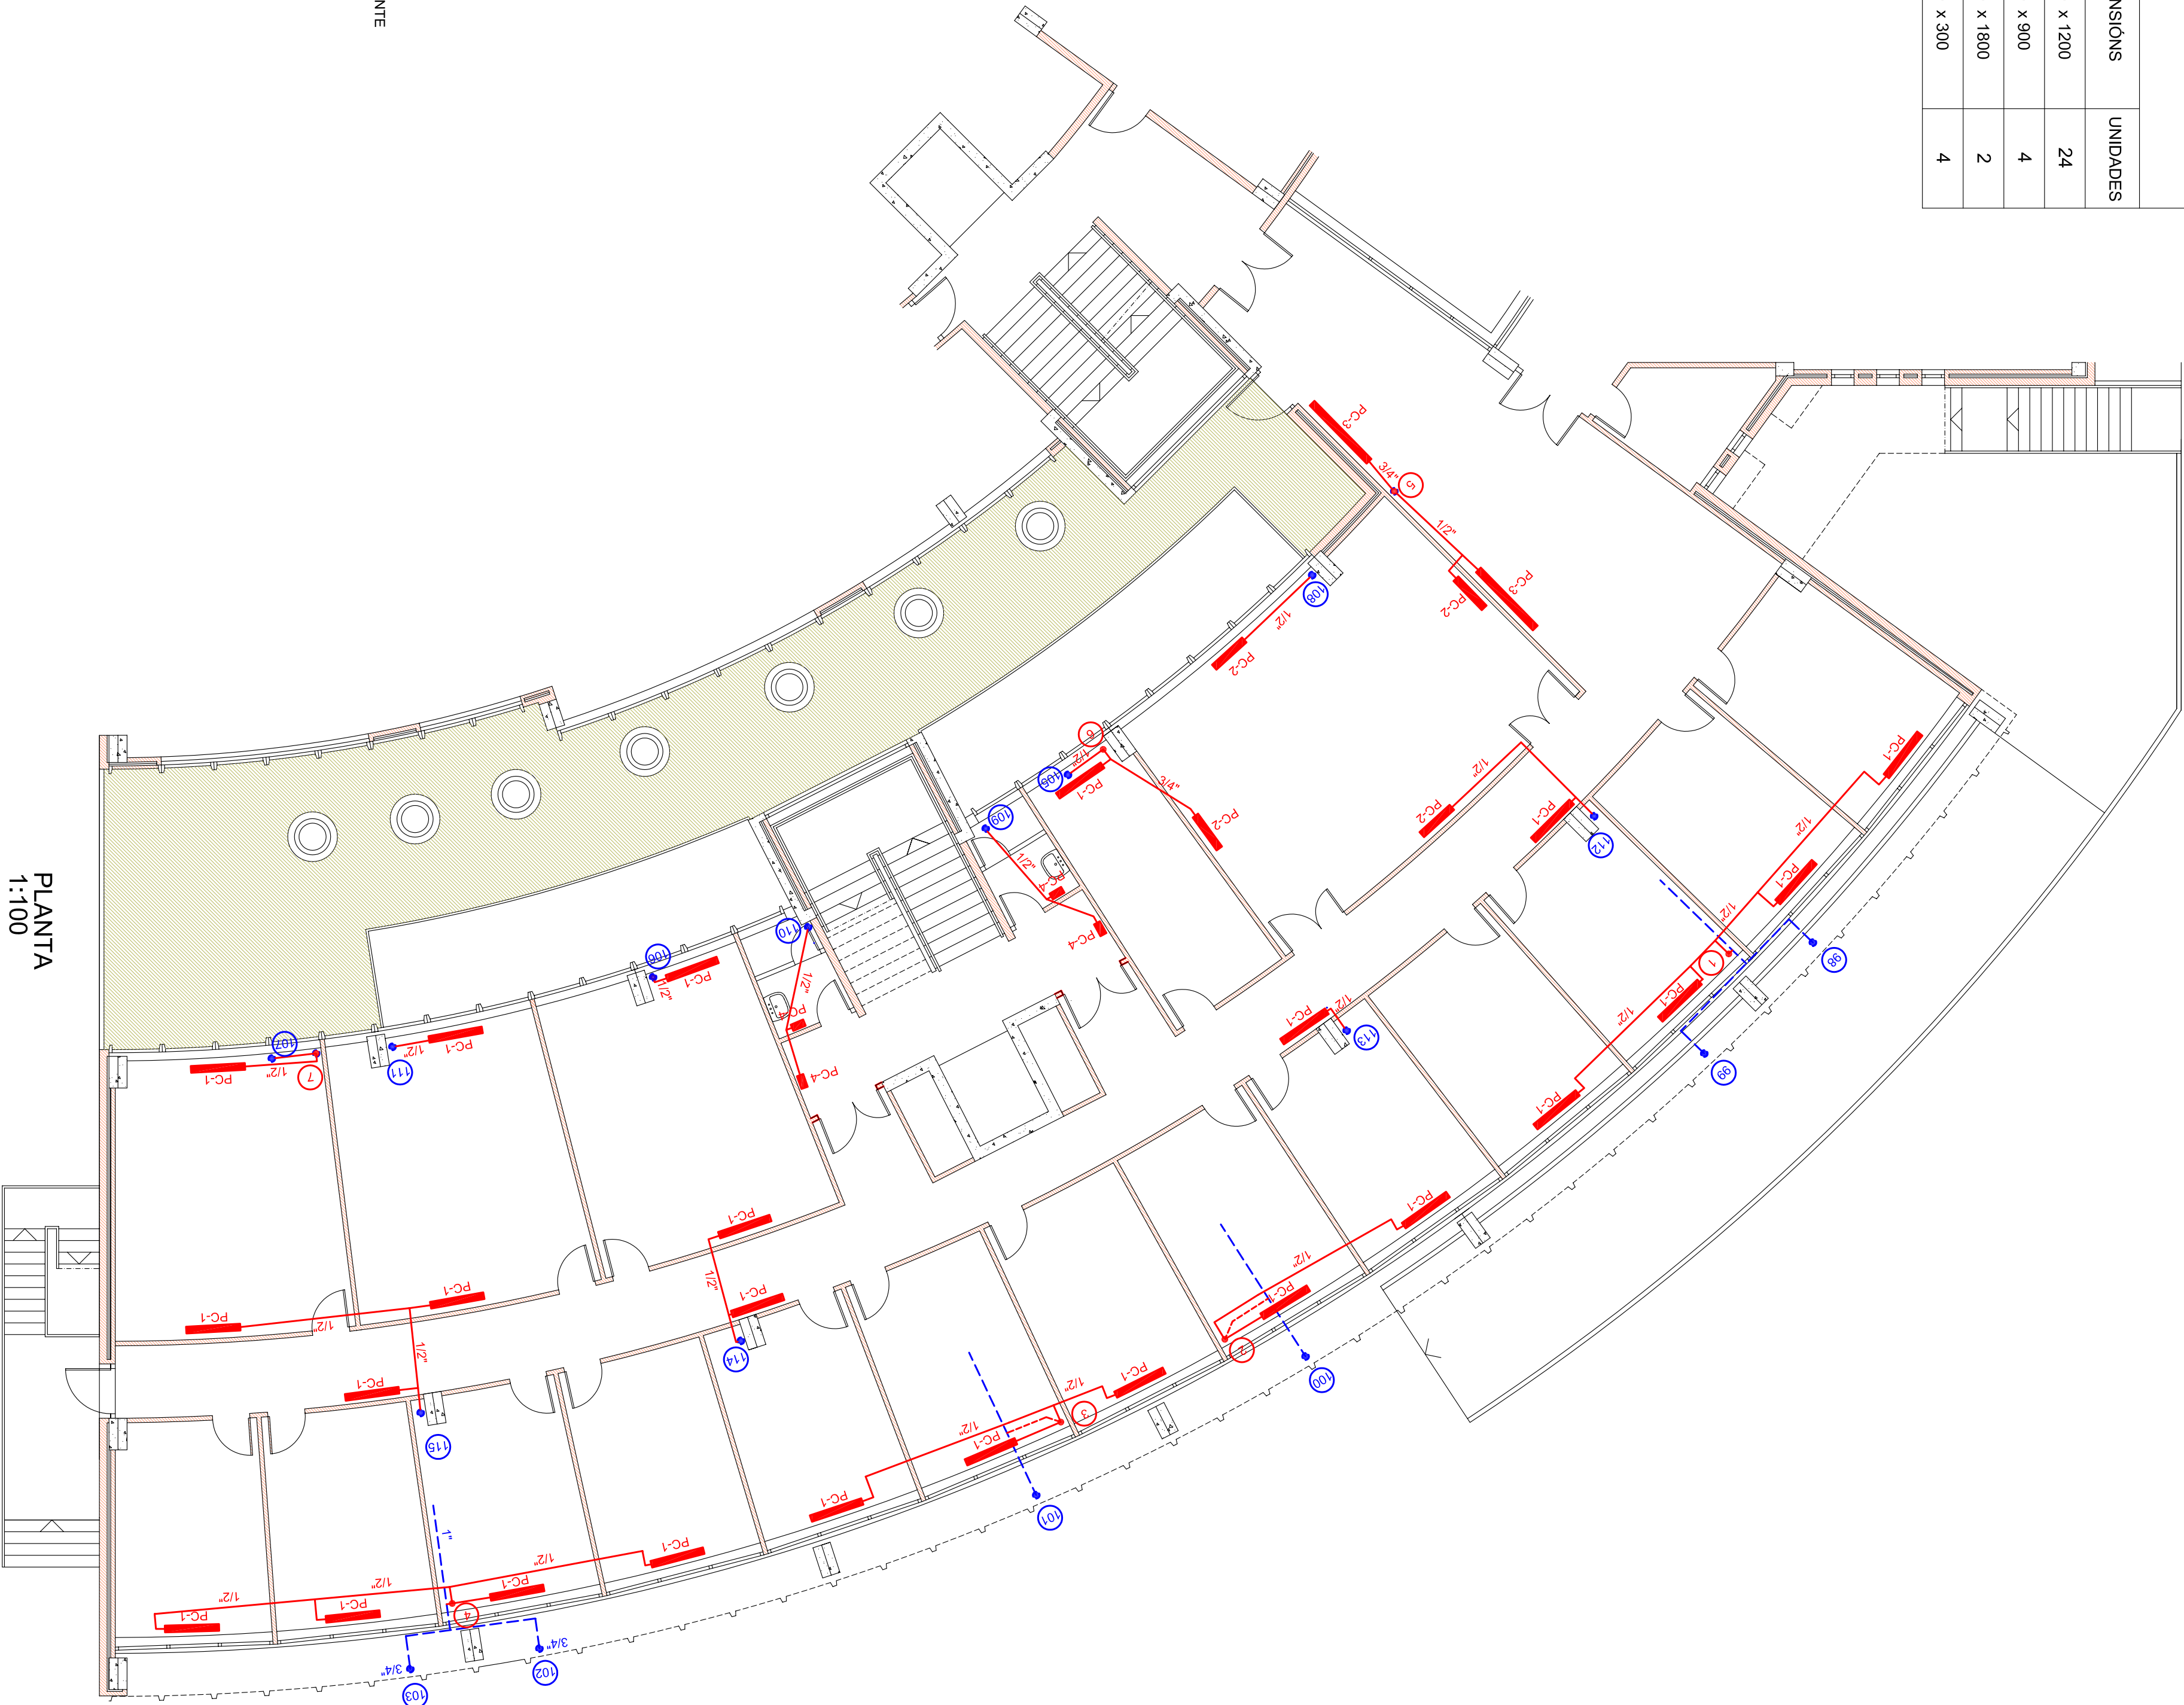 NTE
NSIÓNS UNIDADES
x 1200 24
x 900 4
x 1800 2
x 300 4
PC-3
3/4"
5
1/2"
PC-3
PC-2
108
1/2"
PC-2
6
1/2"
105
PC-1
3/4"
PC-2
109
1/2"
PC-4
PC-4
1/2"
PC-2
PC-1
112
PC-1
1/2"
PC-1
1/2"
1
98
PC-1
1/2"
99
PC-1
110
1/2"
PC-4
PC-4
106
1/2"
PC-1
PC-1
1/2"
113
107
1/2"
PC-1
7
1/2"
PC-1
111
PC-1
1/2"
PC-1
114
PC-1
1/2"
PC-1
2
100
PC-1
1/2"
PC-1
1/2"
PC-1
115
PC-1
1/2"
3
1/2"
PC-1
101
PC-1
1"
1/2"
PC-1
PC-1
1/2"
1/2"
PC-1
PC-1
4
3/4"
102
3/4"
103
PLANTA
1:100